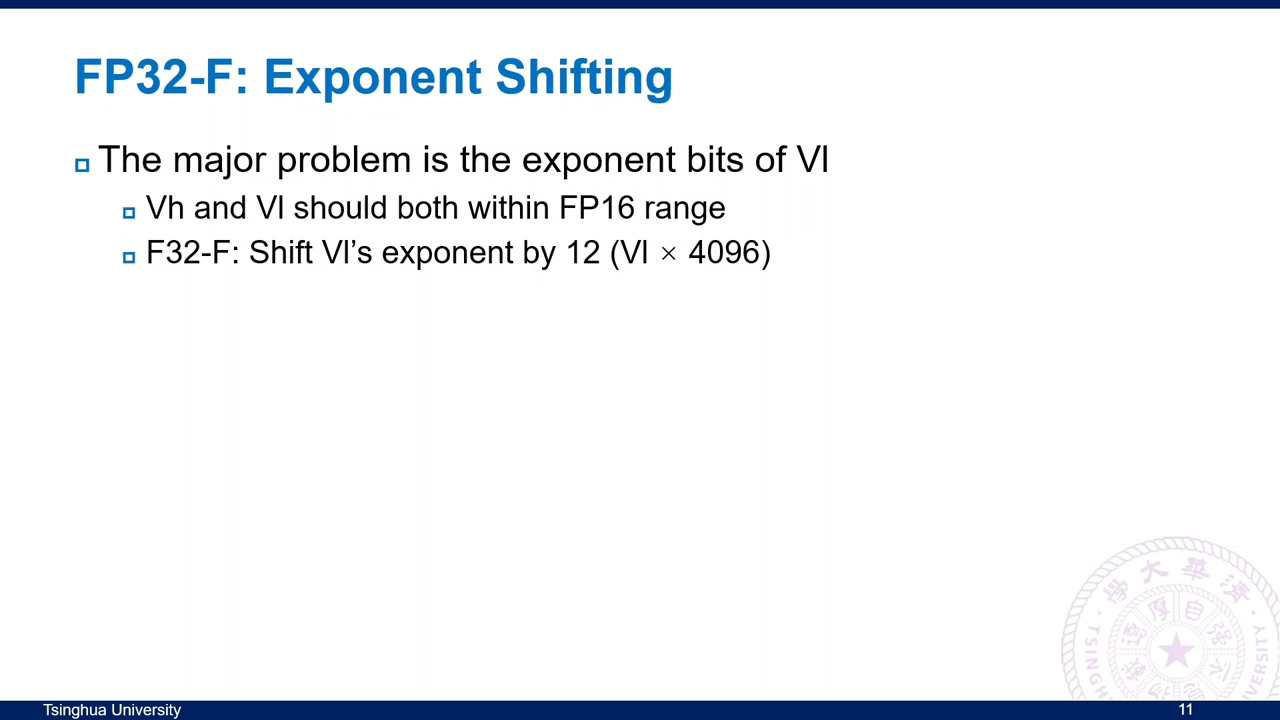 FP32-F: Exponent Shifting
The major problem is the exponent bits of Vl
Vh and Vl should both within FP16 range
F32-F: Shift Vl’s exponent by 12 (Vl × 4096)
Tsinghua University
11